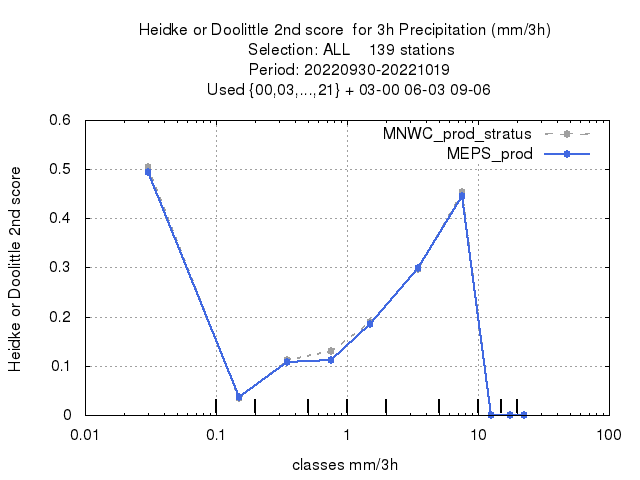 Heidke or Doolittle 2nd score  for 3h Precipitation (mm/3h)
Selection: ALL    139 stations
Period: 20220930-20221019
Used {00,03,...,21} + 03-00 06-03 09-06
MNWC_prod_stratus
MEPS_prod
Heidke or Doolittle 2nd score
0.6
0.5
0.4
0.3
0.2
0.1
0
0.01 0.1 1 10 100
classes mm/3h